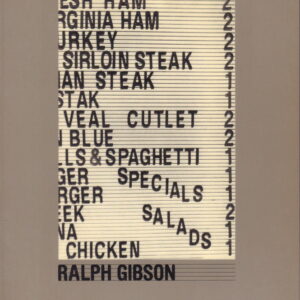 ESH HAM 2
RGINIA HAM 2
URKEY 2
SIRLOIN STEAK 2
IAN STEAK 1
STAK 1
VEAL CUTLET 2
N BLUE 2
LLS & SPAGHETTI 1
GER SPECIALS 1
RGER 1
EEK SALADS 2
NA 1
CHICKEN 1
RALPH GIBSON